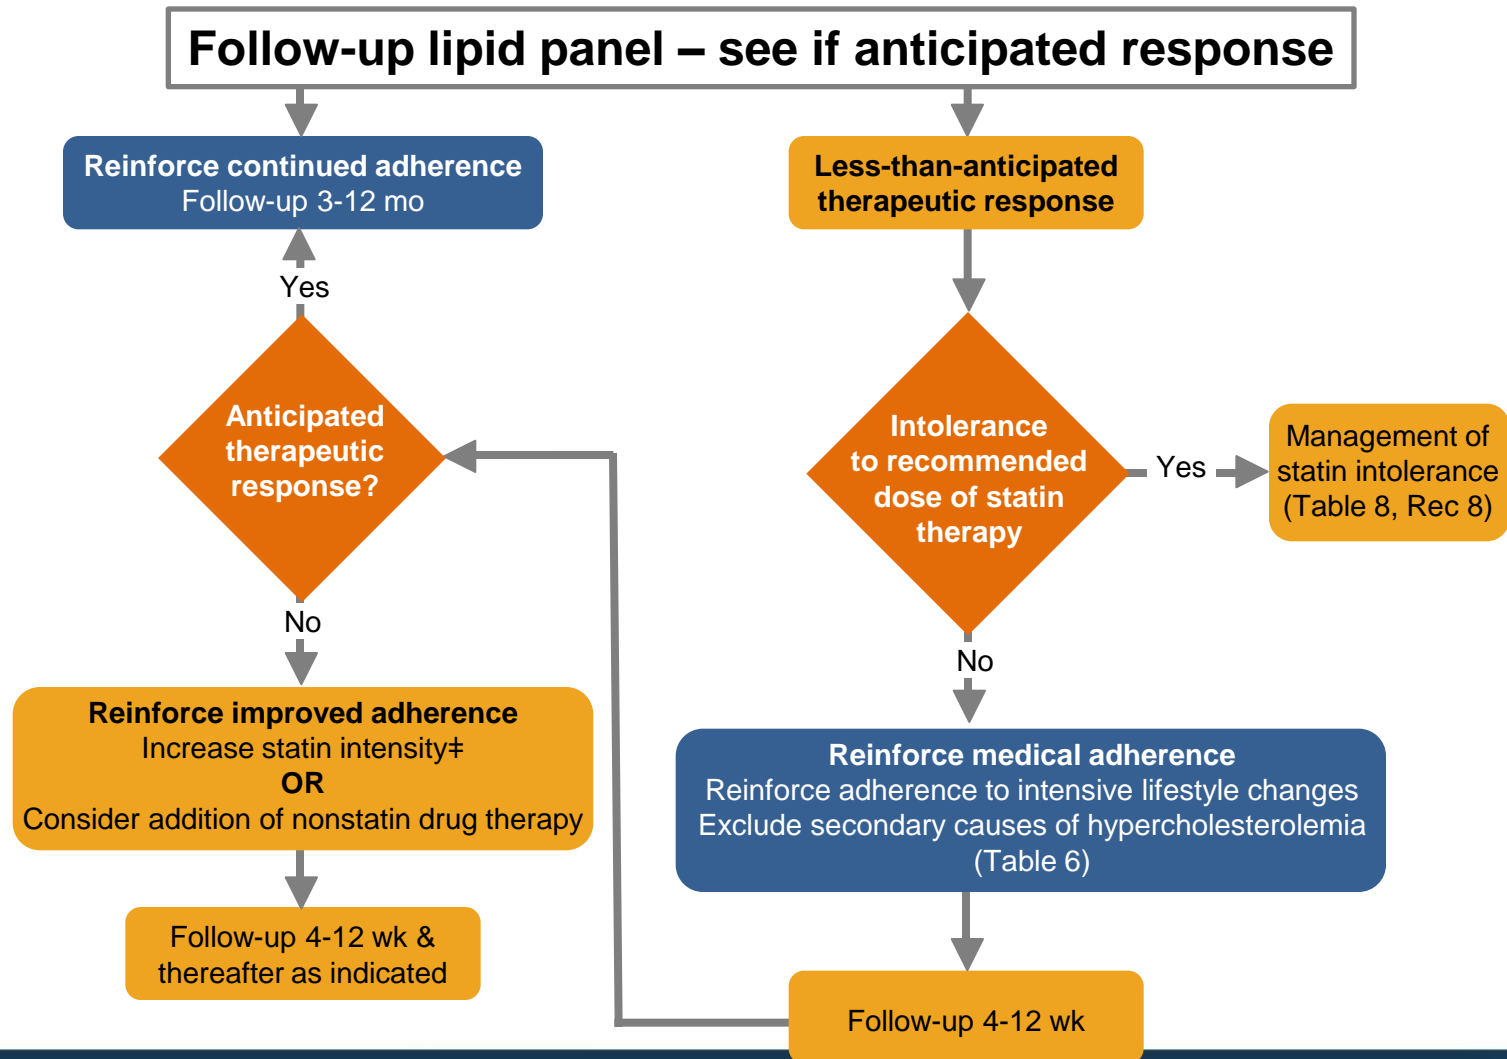 Follow-up lipid panel – see if anticipated response
Reinforce continued adherence
Follow-up 3-12 mo
Yes
Anticipated
therapeutic
response?
No
Reinforce improved adherence
Increase statin intensity‡
OR
Consider addition of nonstatin drug therapy
Follow-up 4-12 wk &
thereafter as indicated
Less-than-anticipated
therapeutic response
Intolerance
to recommended
dose of statin
therapy
Yes
Management of
statin intolerance
(Table 8, Rec 8)
No
Reinforce medical adherence
Reinforce adherence to intensive lifestyle changes
Exclude secondary causes of hypercholesterolemia
(Table 6)
Follow-up 4-12 wk